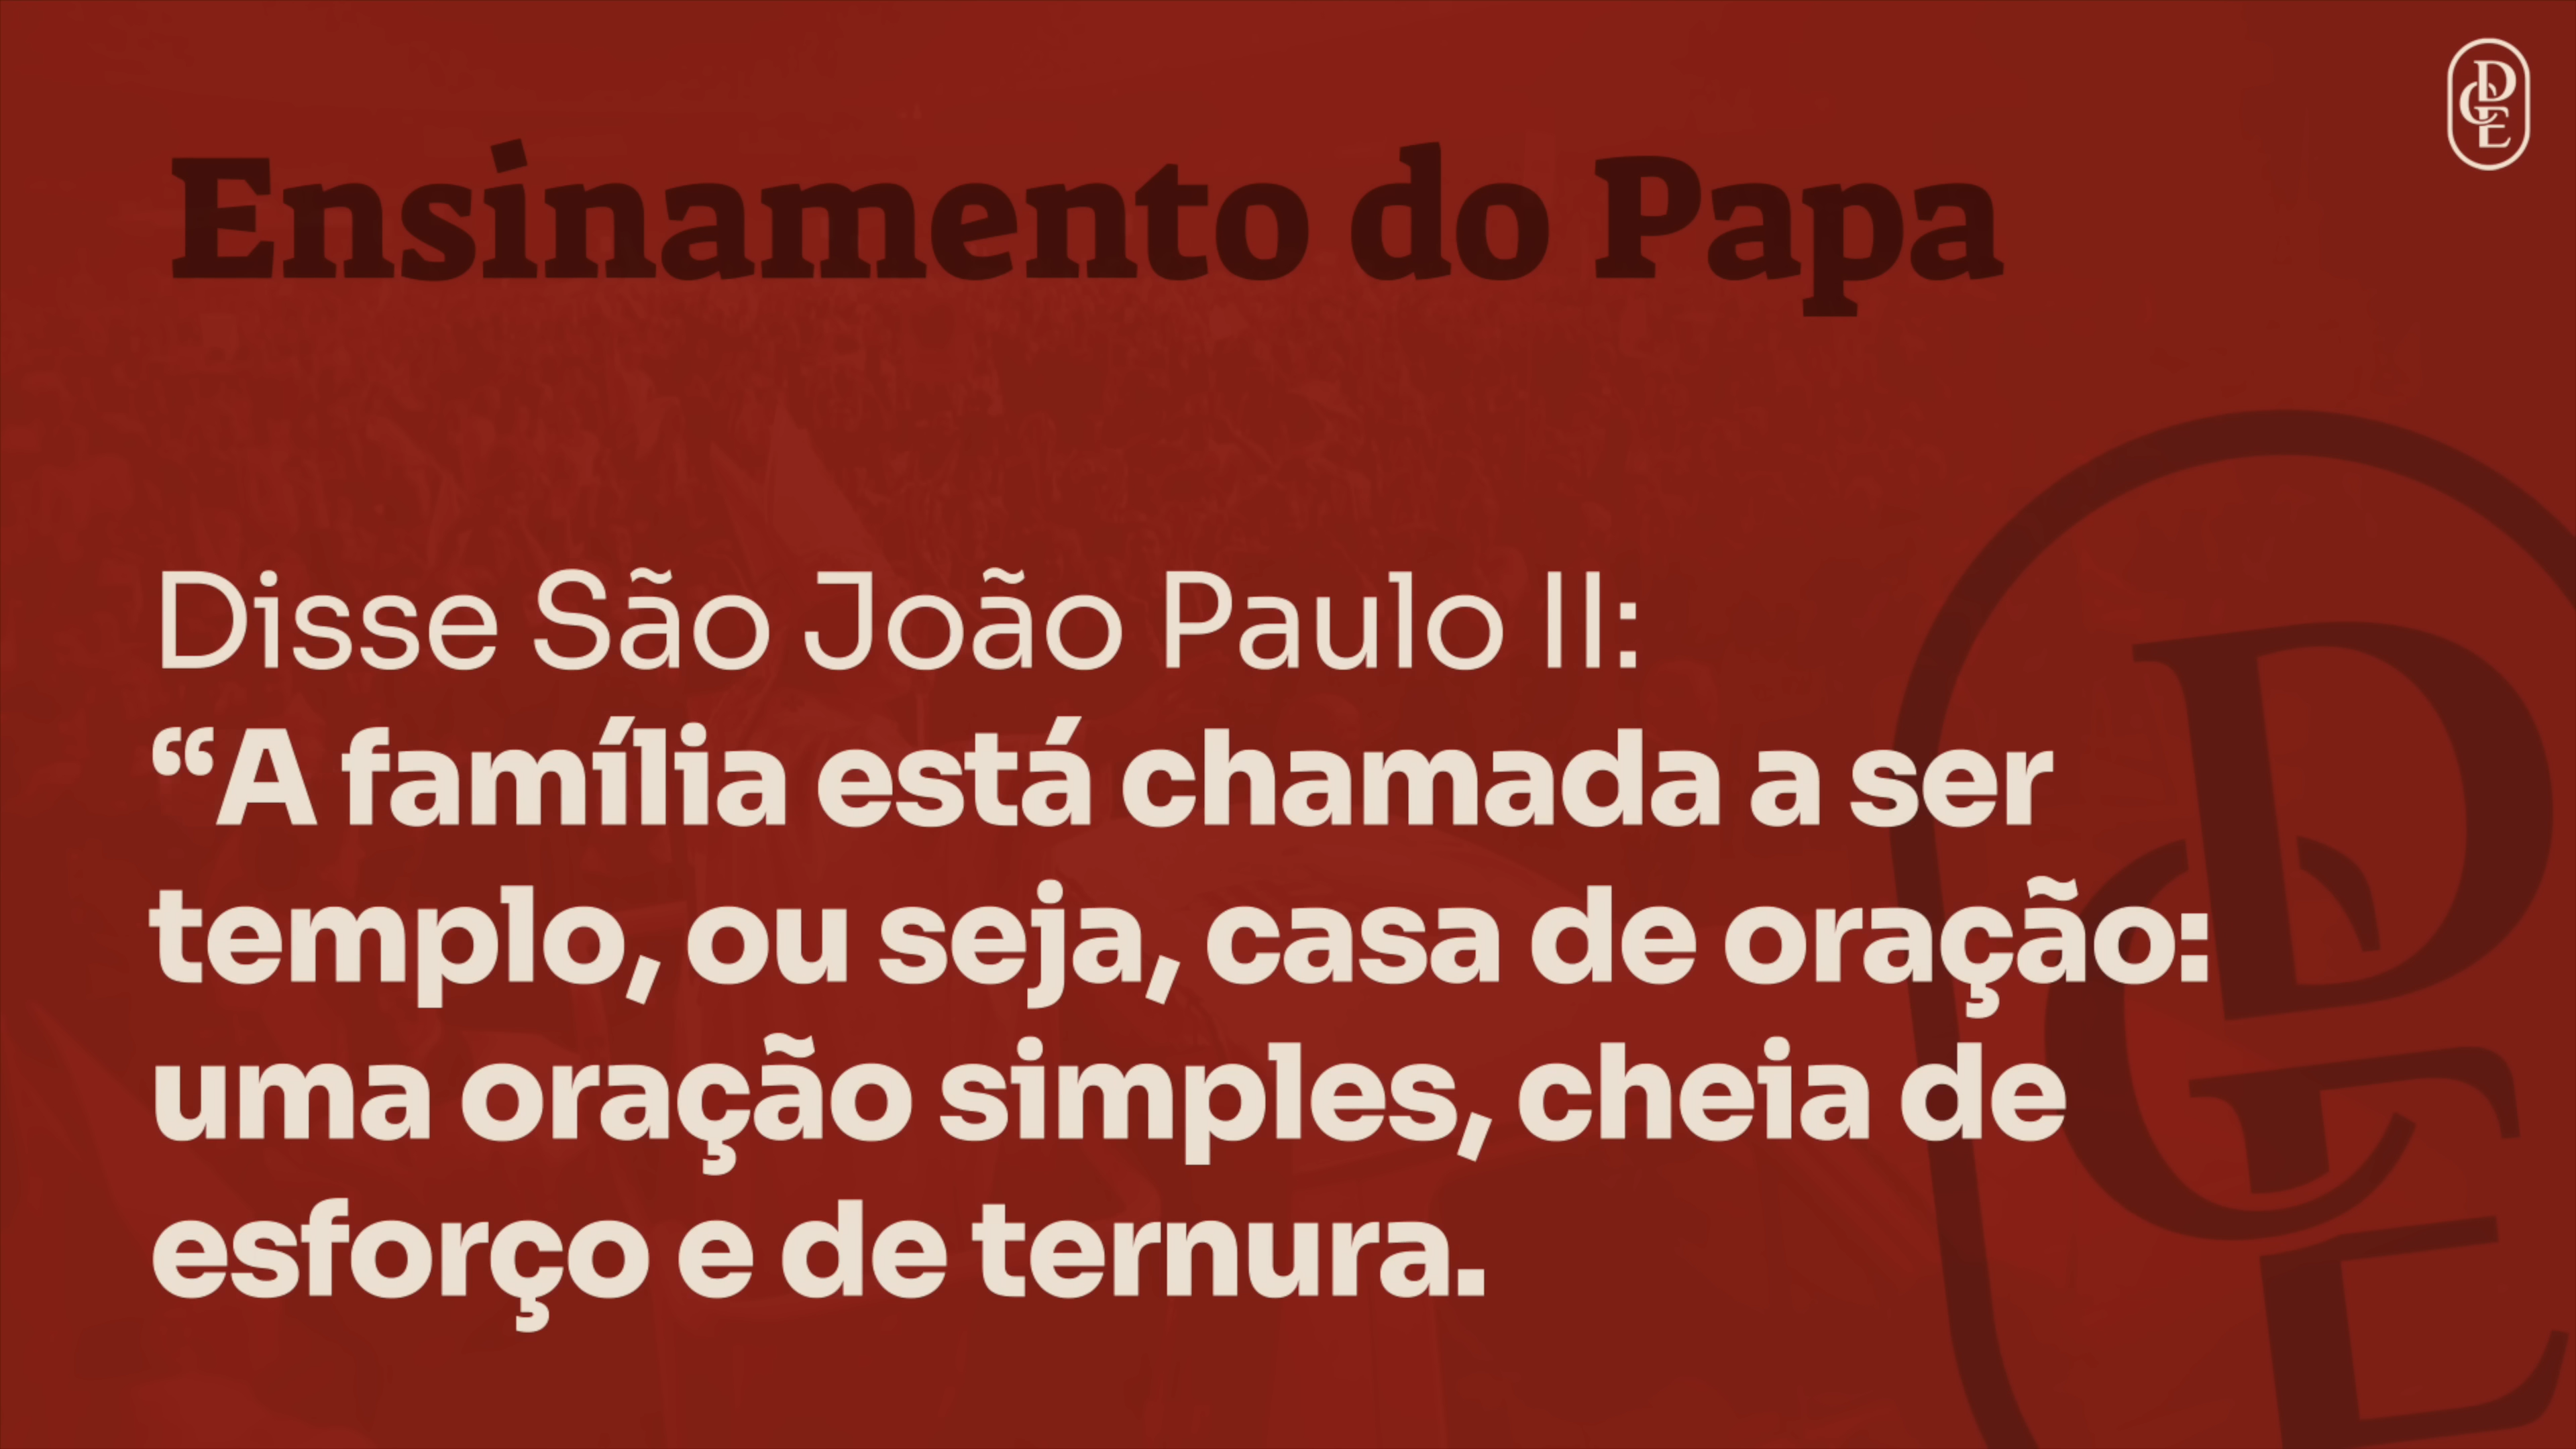 Ensinamento do Papa
Disse São João Paulo II:
“A família está chamada a ser
templo, ou seja, casa de oração:
uma oração simples, cheia de
esforço e de ternura.